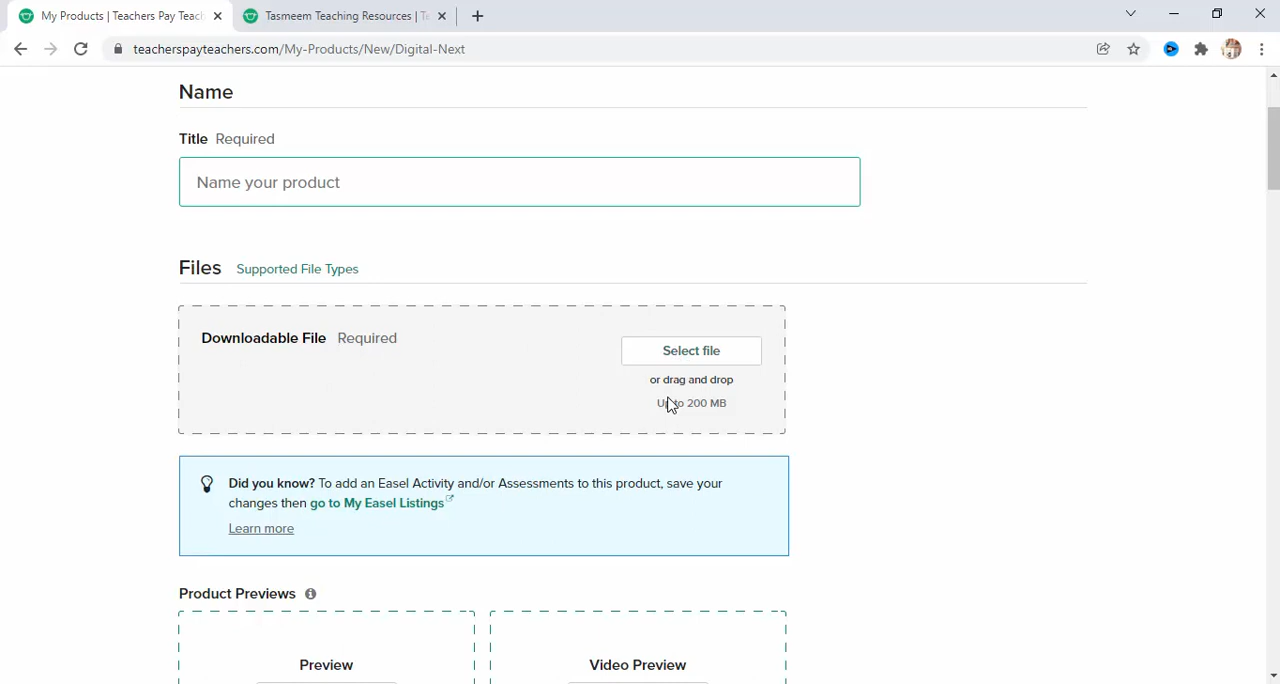 My Products | Teachers Pay Teach
Tasmeem Teaching Resources | Te
teacherspayteachers.com/My-Products/New/Digital-Next
Name
Title Required
Name your product
Files Supported File Types
Downloadable File Required
Select file
or drag and drop
Up to 200 MB
Did you know? To add an Easel Activity and/or Assessments to this product, save your
changes then go to My Easel Listings
Learn more
Product Previews
Preview
Video Preview